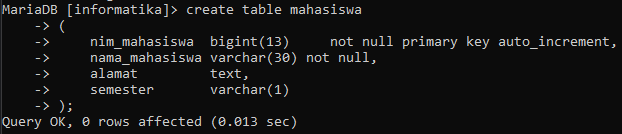 MariaDB [informatika]> create table mahasiswa
    -> (
    ->     nim_mahasiswa  bigint(13)     not null primary key auto_increment,
    ->     nama_mahasiswa varchar(30) not null,
    ->     alamat         text,
    ->     semester       varchar(1)
    -> );
Query OK, 0 rows affected (0.013 sec)